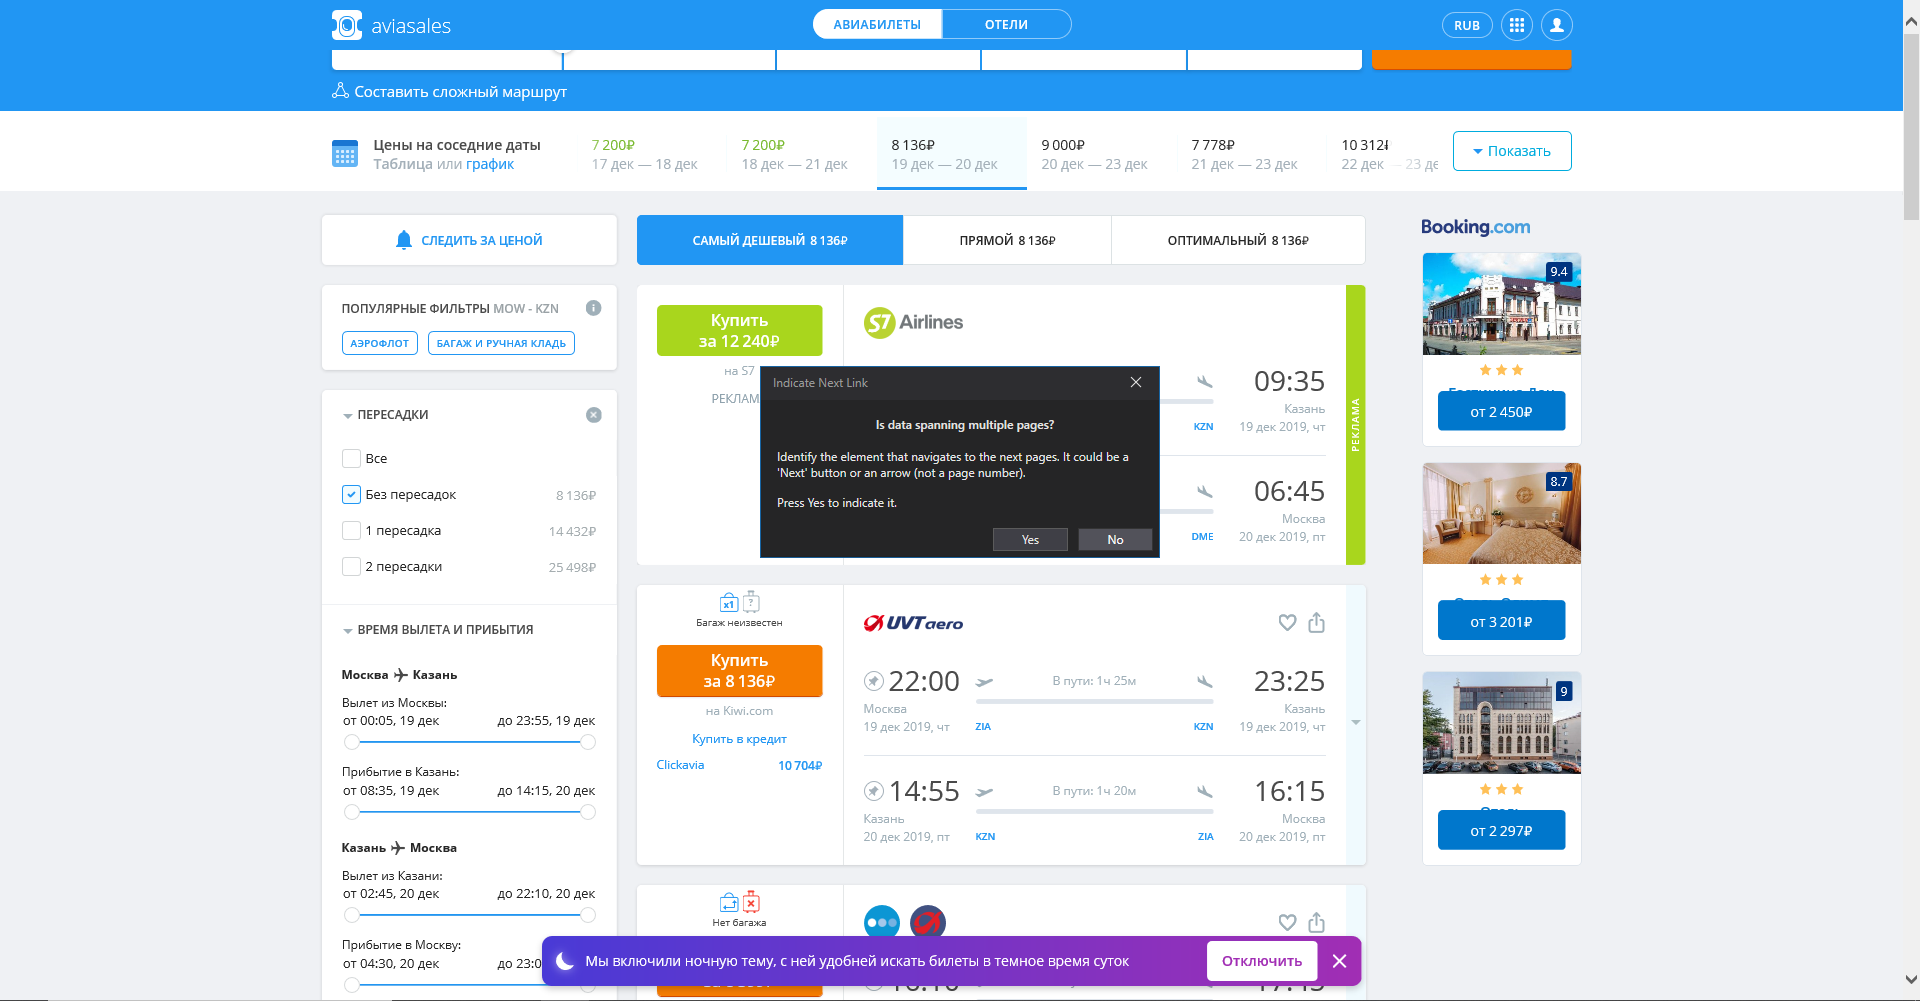 aviasales
АВИАБИЛЕТЫ
ОТЕЛИ
RUB
Составить сложный маршрут
Цены на соседние даты
Таблица или график
7 200₽
17 дек — 18 дек
7 200₽
18 дек — 21 дек
8 136₽
19 дек — 20 дек
9 000₽
20 дек — 23 дек
7 778₽
21 дек — 23 дек
10 312
22 дек — 23 де
Показать
СЛЕДИТЬ ЗА ЦЕНОЙ
САМЫЙ ДЕШЕВЫЙ 8 136₽
ПРЯМОЙ 8 136₽
ОПТИМАЛЬНЫЙ 8 136₽
ПОПУЛЯРНЫЕ ФИЛЬТРЫ MOW - KZN
АЭРОФЛОТ
БАГАЖ И РУЧНАЯ КЛАДЬ
ПЕРЕСАДКИ
Все
Без пересадок 8 136₽
1 пересадка 14 432₽
2 пересадки 25 498₽
ВРЕМЯ ВЫЛЕТА И ПРИБЫТИЯ
Москва Казань
Вылет из Москвы:
от 00:05, 19 дек до 23:55, 19 дек
Прибытие в Казань:
от 08:35, 19 дек до 14:15, 20 дек
Казань Москва
Вылет из Казани:
от 02:45, 20 дек до 22:10, 20 дек
Прибытие в Москву:
от 04:30, 20 дек до 23:0
Купить
за 12 240₽
на S7
РЕКЛАМ
S7 Airlines
09:35
Казань
KZN 19 дек 2019, чт
06:45
Москва
DME 20 дек 2019, пт
РЕКЛАМА
Indicate Next Link
Is data spanning multiple pages?
Identify the element that navigates to the next pages. It could be a
'Next' button or an arrow (not a page number).
Press Yes to indicate it.
Yes
No
x1 ?
Багаж неизвестен
Купить
за 8 136₽
на Kiwi.com
Купить в кредит
Clickavia 10 704₽
UVTaero
22:00 В пути: 1ч 25м 23:25
Москва Казань
19 дек 2019, чт ZIA KZN 19 дек 2019, чт
14:55 В пути: 1ч 20м 16:15
Казань Москва
20 дек 2019, пт KZN ZIA 20 дек 2019, пт
Нет багажа
Мы включили ночную тему, с ней удобней искать билеты в темное время суток
Отключить
Booking.com
9.4
от 2 450₽
8.7
от 3 201₽
9
от 2 297₽